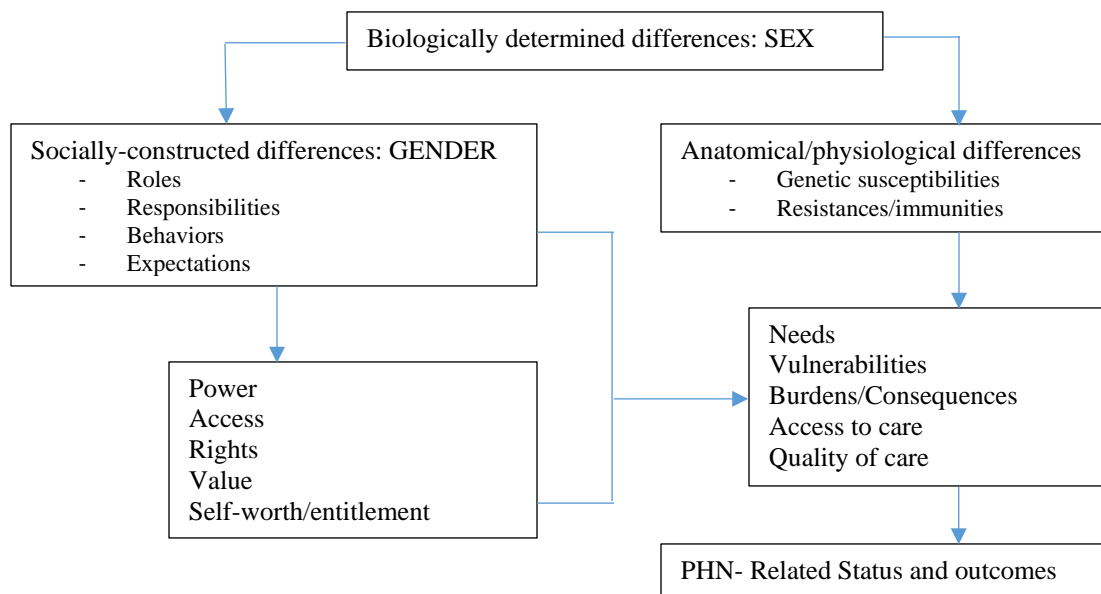 Biologically determined differences: SEX
Socially-constructed differences: GENDER
- Roles
- Responsibilities
- Behaviors
- Expectations
Anatomical/physiological differences
- Genetic susceptibilities
- Resistances/immunities
Power
Access
Rights
Value
Self-worth/entitlement
Needs
Vulnerabilities
Burdens/Consequences
Access to care
Quality of care
PHN- Related Status and outcomes